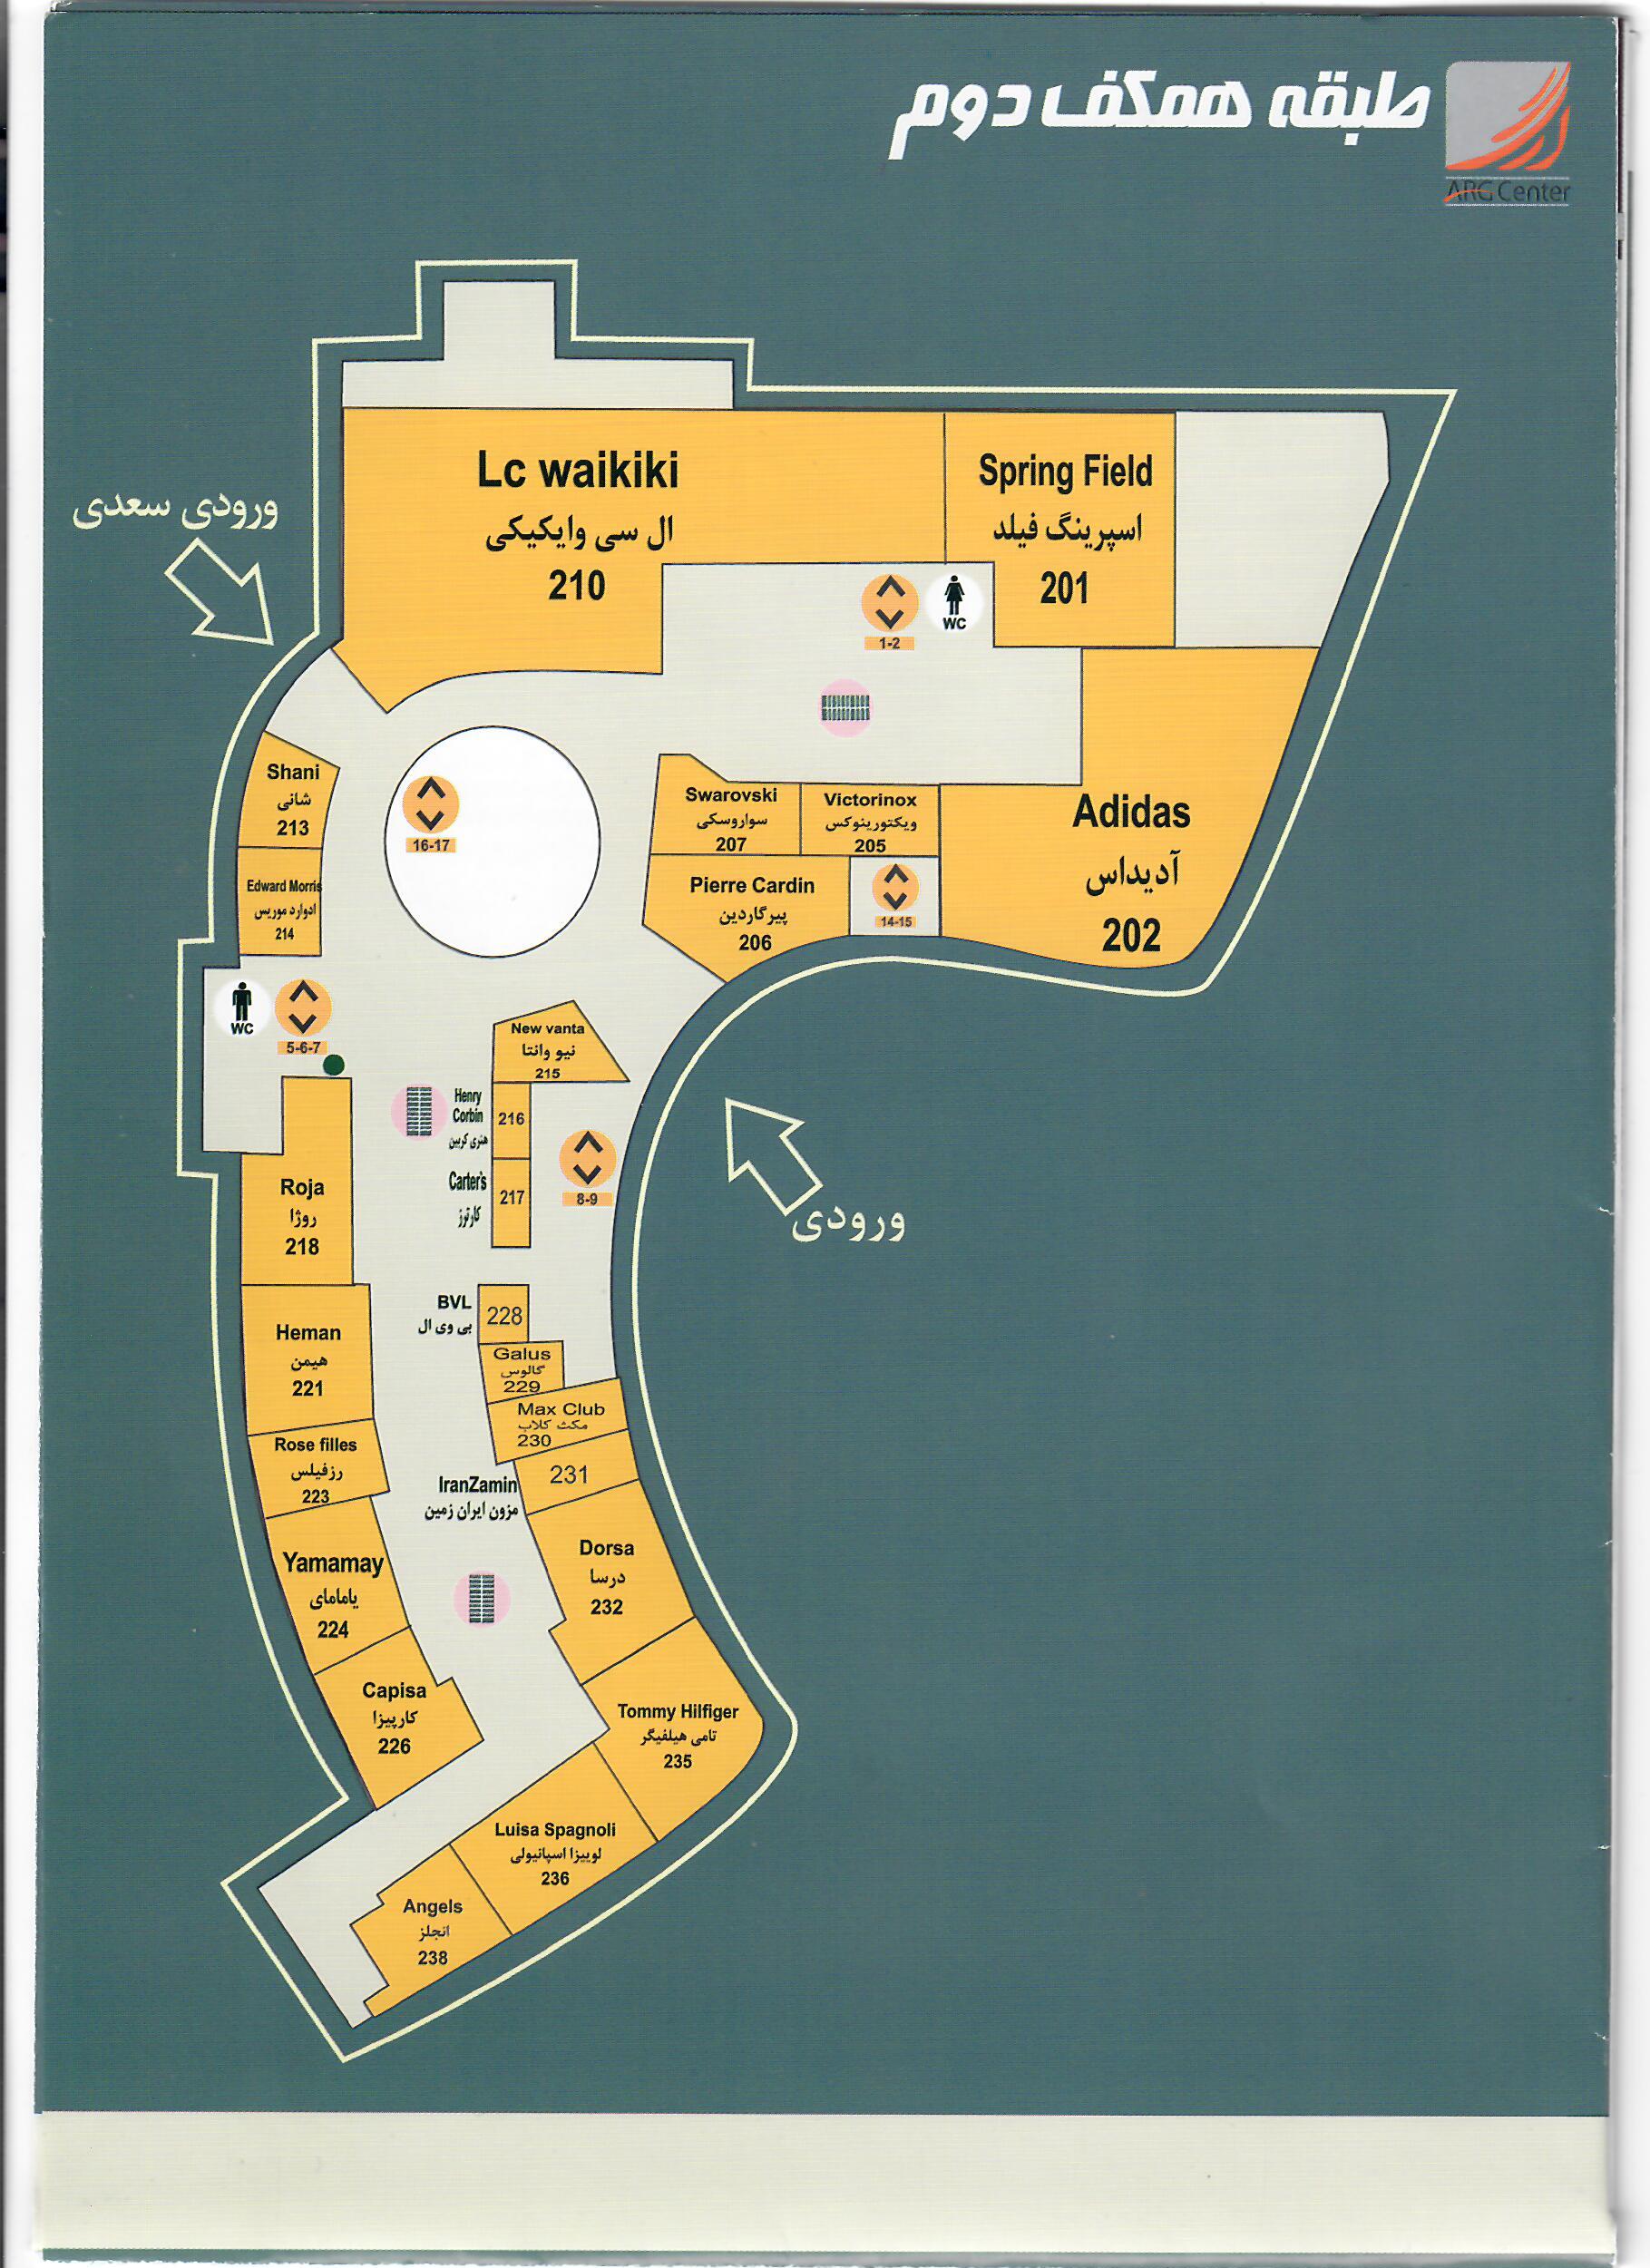 طبقه همکف دوم
ارگ
ARG Center
ورودی سعدی
Lc waikiki
ال سی وایکیکی
210
Spring Field
اسپرینگ فیلد
201
1-2
WC
Shani
شانی
213
16-17
Swarovski
سواروسکی
207
Victorinox
ویکتورینوکس
205
Adidas
آدیداس
202
Edward Morris
ادوارد موریس
214
Pierre Cardin
پیرگاردین
206
14-15
WC
5-6-7
New vanta
نیو وانتا
215
Henry
Corbin
هنری کربین
216
Carter's
کارترز
217
8-9
ورودی
Roja
روژا
218
BVL
بی وی ال
228
Heman
هیمن
221
Galus
گالوس
229
Max Club
مکث کلاب
230
Rose filles
رزفیلس
223
IranZamin
مزون ایران زمین
231
Yamamay
یامامای
224
Dorsa
درسا
232
Capisa
کارپیزا
226
Tommy Hilfiger
تامی هیلفیگر
235
Luisa Spagnoli
لوییزا اسپانیولی
236
Angels
انجلز
238